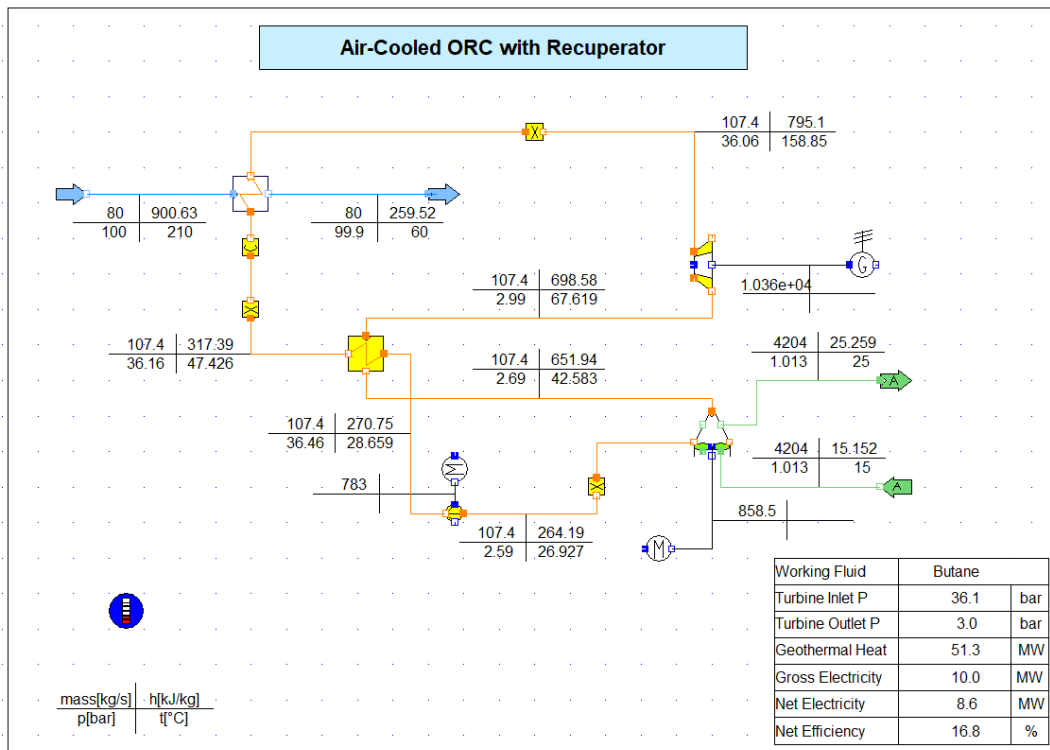 Air-Cooled ORC with Recuperator
107.4 795.1
36.06 158.85
80 900.63
100 210
80 259.52
99.9 60
G
1.036e+04
107.4 698.58
2.99 67.619
107.4 317.39
36.16 47.426
107.4 651.94
2.69 42.583
4204 25.259
1.013 25
A
107.4 270.75
36.46 28.659
4204 15.152
1.013 15
A
M
783
858.5
107.4 264.19
2.59 26.927
M
Working Fluid Butane
Turbine Inlet P 36.1 bar
Turbine Outlet P 3.0 bar
Geothermal Heat 51.3 MW
Gross Electricity 10.0 MW
Net Electricity 8.6 MW
Net Efficiency 16.8 %
mass[kg/s] h[kJ/kg]
p[bar] t[°C]